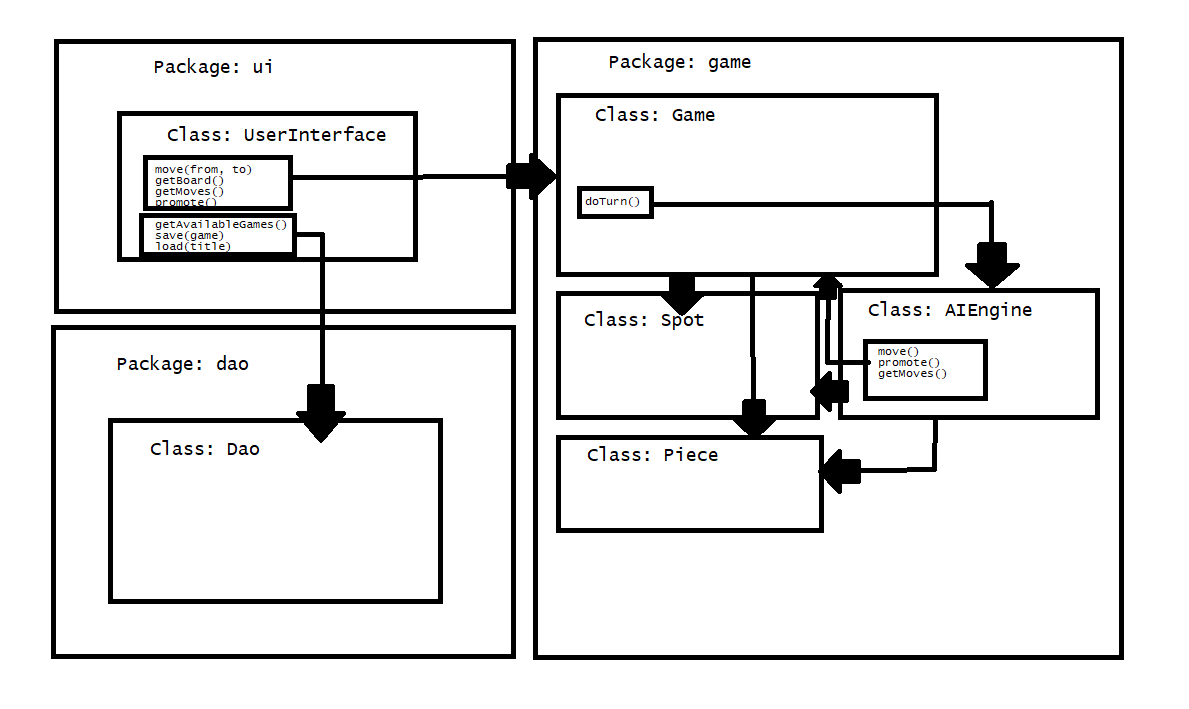 Package: ui
Class: UserInterface
move(from, to)
getBoard()
getMoves()
promote()
getAvailableGames()
save(game)
load(title)
Package: dao
Class: Dao
Package: game
Class: Game
doTurn()
Class: Spot
Class: AIEngine
move()
promote()
getMoves()
Class: Piece